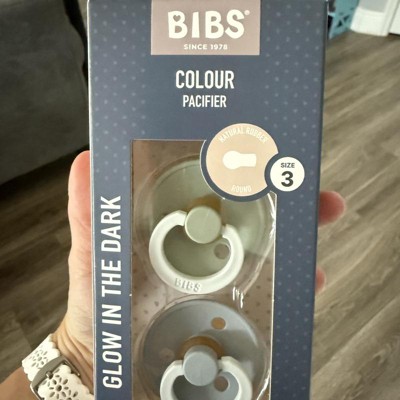 BIBS®
SINCE 1978
COLOUR
PACIFIER
NATURAL RUBBER
ROUND
SIZE
3
GLOW IN THE DARK
BIBS